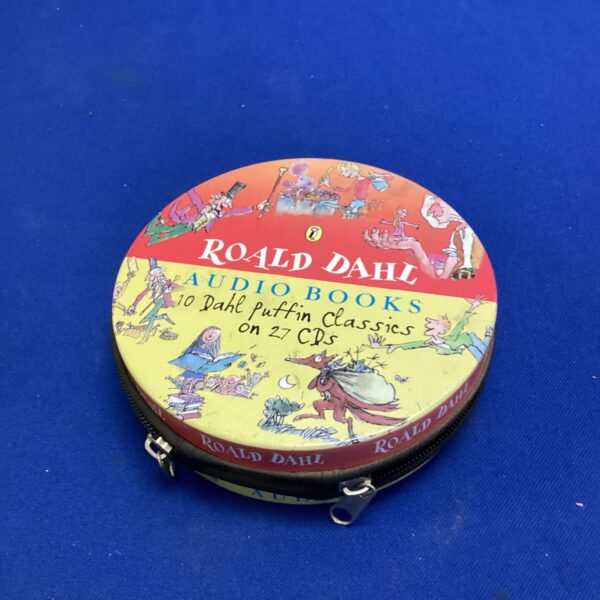 ROALD DAHL
AUDIO BOOKS
10 Dahl Puffin Classics
on 27 CDs
ROALD DAHL
ROALD DAHL